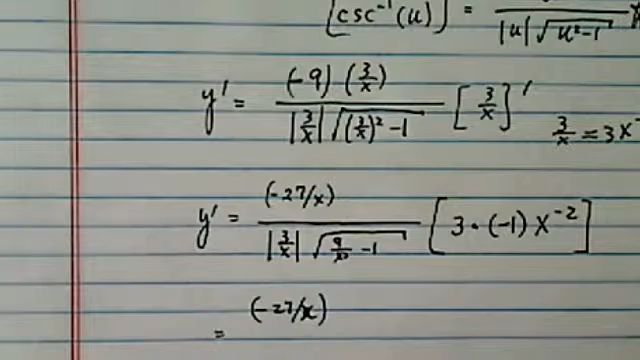 [csc⁻¹(u)] = / |u|√(u²-1)
y' = (-9)(3/x) / |3/x|√((3/x)²-1) [3/x]'
3/x = 3x⁻
y' = (-27/x) / |3/x|√(9/x²-1) [3·(-1)x⁻²]
= (-27/x)